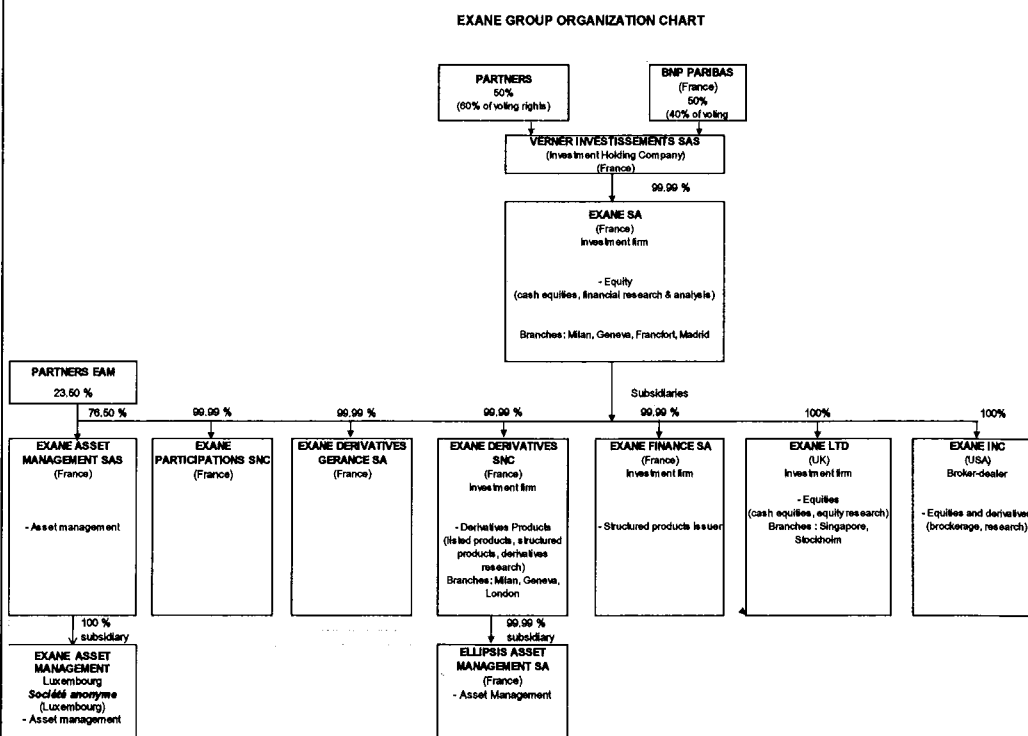 EXANE GROUP ORGANIZATION CHART
PARTNERS
50%
(60% of voting rights)
BNP PARIBAS
(France)
50%
(40% of voting
VERNER INVESTISSEMENTS SAS
(Investment Holding Company)
(France)
99.99 %
EXANE SA
(France)
Investment firm
- Equity
(cash equities, financial research & analysis)
Branches: Milan, Geneva, Francfort, Madrid
PARTNERS EAM
23.50 %
Subsidiaries
76.50 %
99.99 %
99.99 %
99.99 %
99.99 %
100%
100%
EXANE ASSET
MANAGEMENT SAS
(France)
- Asset management
EXANE
PARTICIPATIONS SNC
(France)
EXANE DERIVATIVES
GERANCE SA
(France)
EXANE DERIVATIVES
SNC
(France)
Investment firm
- Derivatives Products
(listed products, structured
products, derivatives
research)
Branches: Milan, Geneva,
London
EXANE FINANCE SA
(France)
Investment firm
- Structured products issuer
EXANE LTD
(UK)
Investment firm
- Equities
(cash equities, equity research)
Branches : Singapore,
Stockholm
EXANE INC
(USA)
Broker-dealer
- Equities and derivatives
(brockerage, research)
100 %
subsidiary
99.99 %
subsidiary
EXANE ASSET
MANAGEMENT
Luxembourg
Société anonyme
(Luxembourg)
- Asset management
ELLIPSIS ASSET
MANAGEMENT SA
(France)
- Asset Management